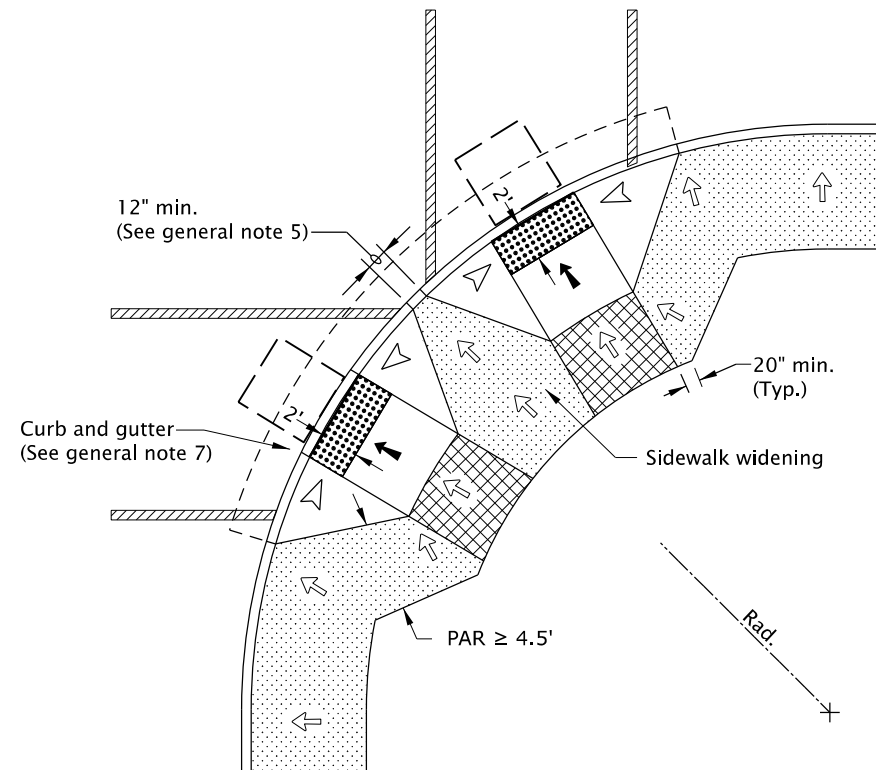 12" min.
(See general note 5)
2'
20" min.
(Typ.)
2'
Curb and gutter
(See general note 7)
Sidewalk widening
PAR ≥ 4.5'
Rad.